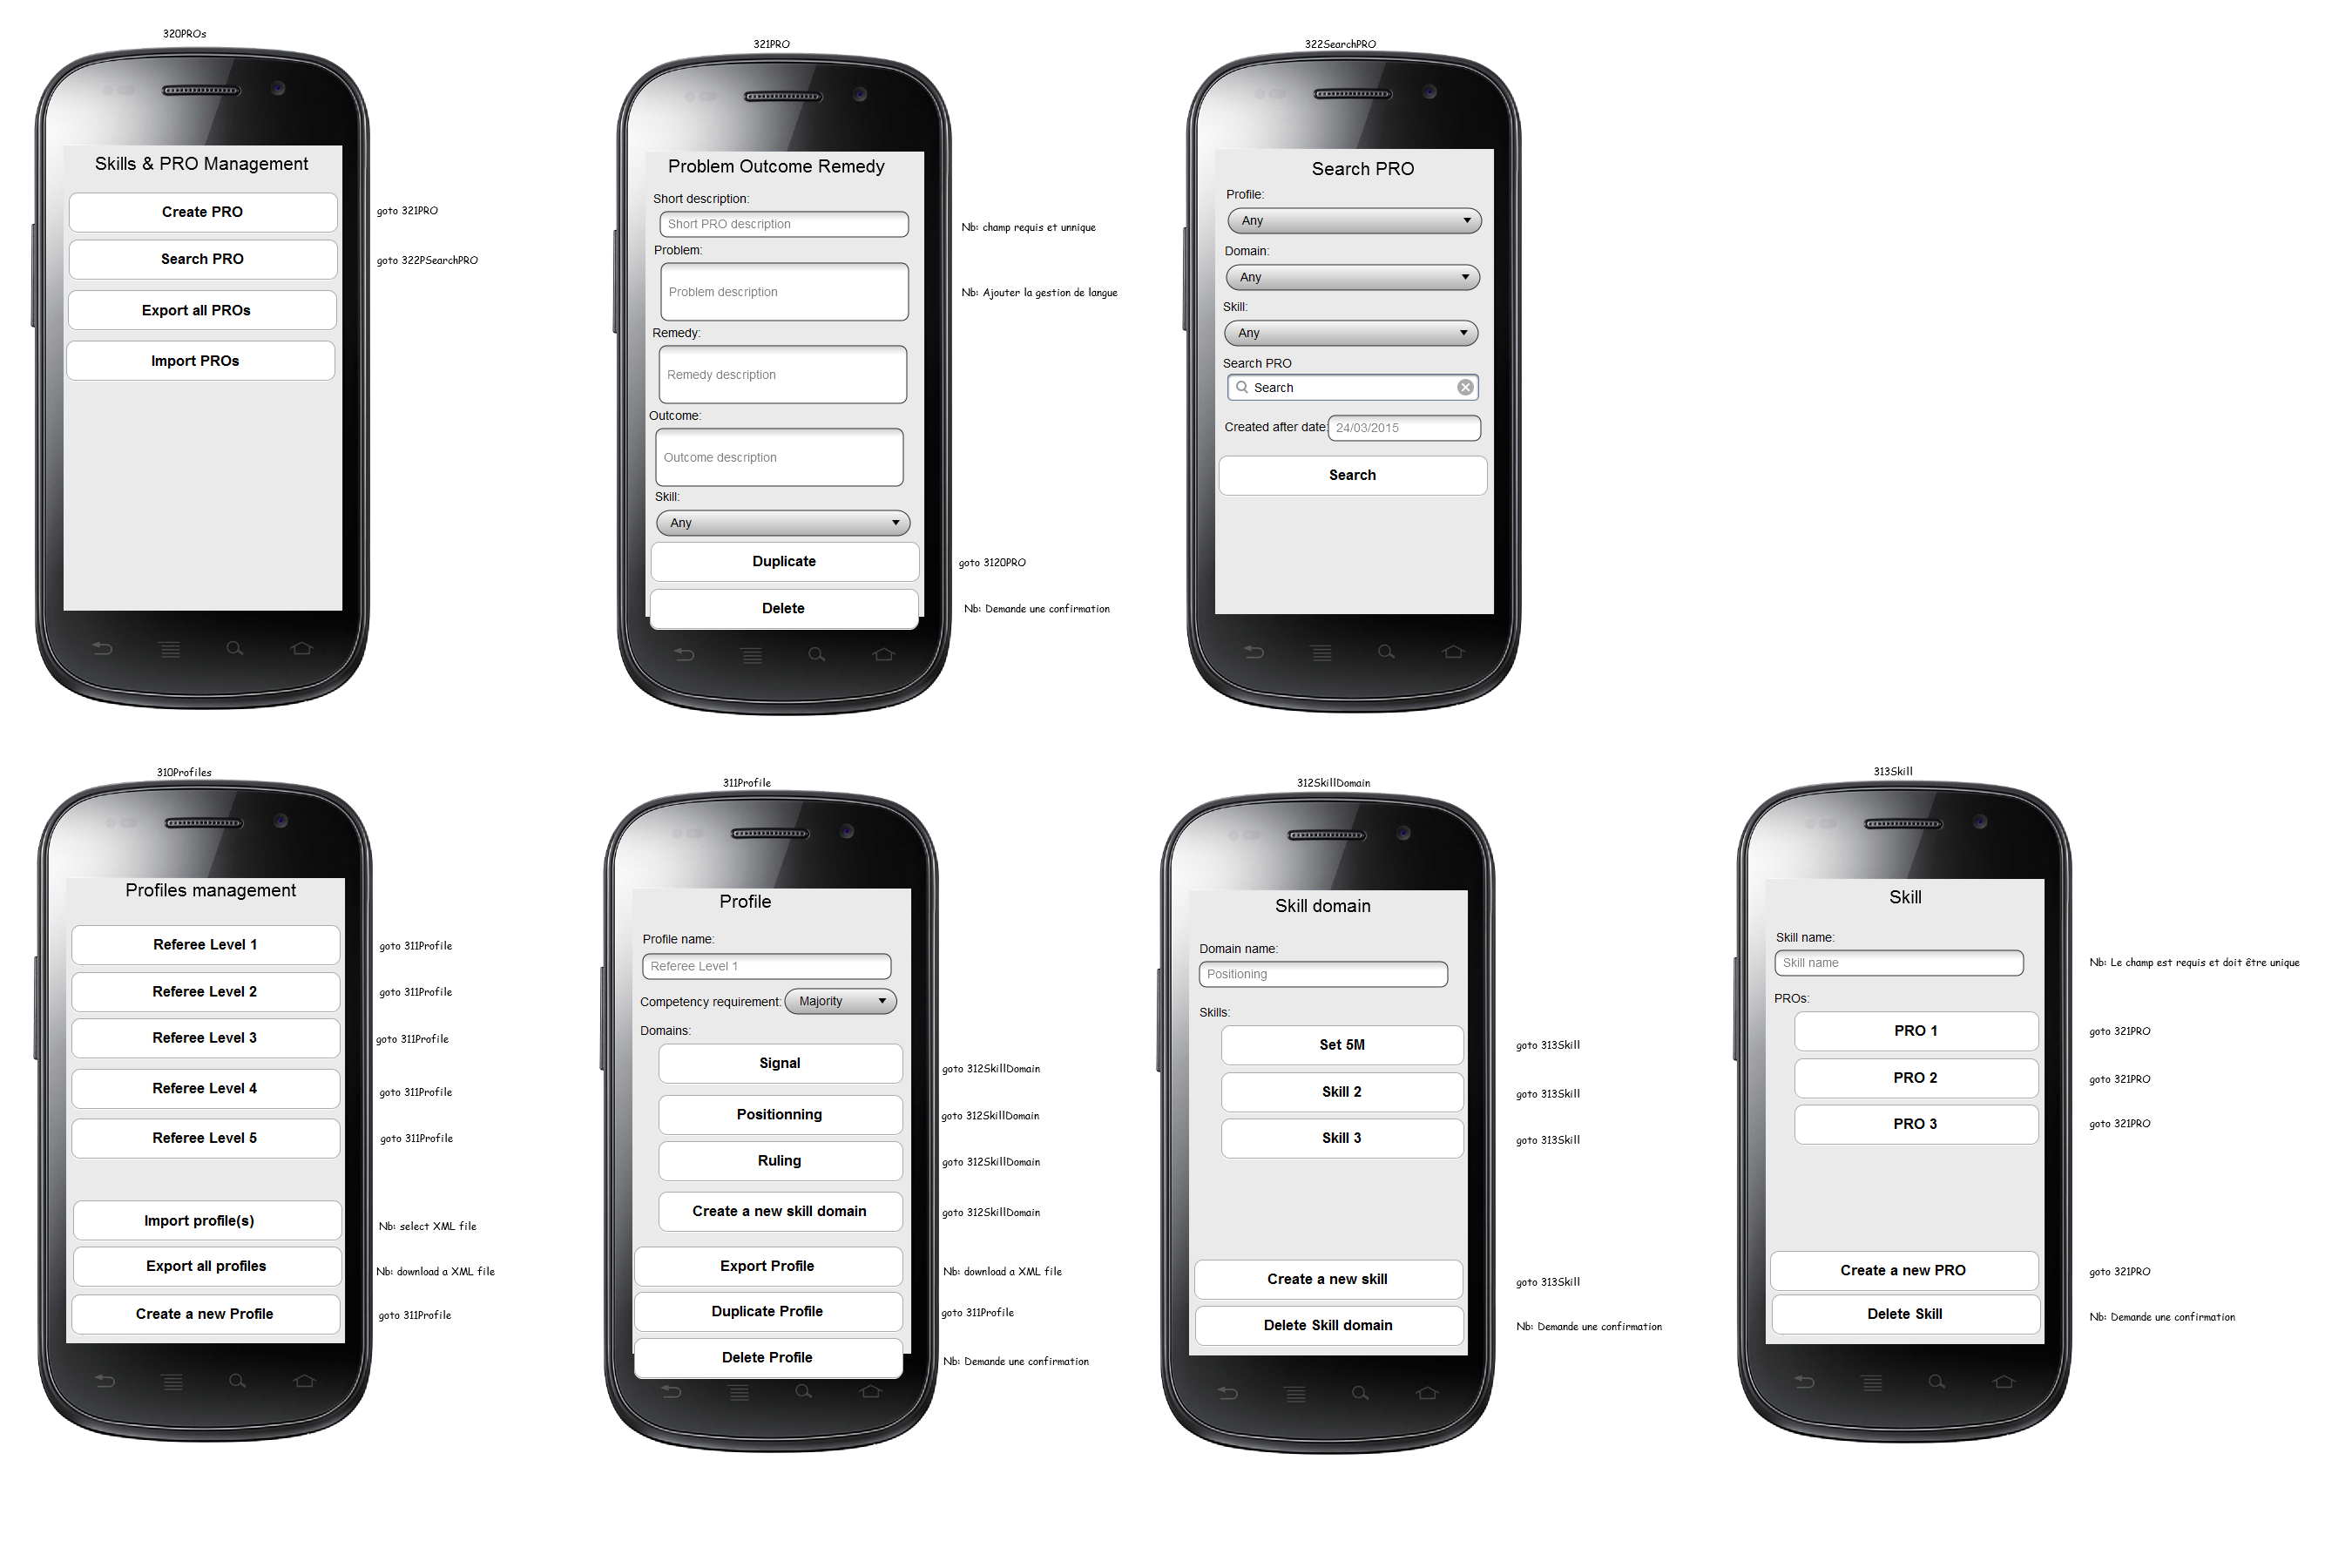 320PROs
Skills & PRO Management
Create PRO
goto 321PRO
Search PRO
goto 322PSearchPRO
Export all PROs
Import PROs
321PRO
Problem Outcome Remedy
Short description:
Short PRO description
Nb: champ requis et unnique
Problem:
Problem description
Nb: Ajouter la gestion de langue
Remedy:
Remedy description
Outcome:
Outcome description
Skill:
Any
Duplicate
goto 3120PRO
Delete
Nb: Demande une confirmation
322SearchPRO
Search PRO
Profile:
Any
Domain:
Any
Skill:
Any
Search PRO
Search
Created after date: 24/03/2015
Search
310Profiles
Profiles management
Referee Level 1
goto 311Profile
Referee Level 2
goto 311Profile
Referee Level 3
goto 311Profile
Referee Level 4
goto 311Profile
Referee Level 5
goto 311Profile
Import profile(s)
Nb: select XML file
Export all profiles
Nb: download a XML file
Create a new Profile
goto 311Profile
311Profile
Profile
Profile name:
Referee Level 1
Competency requirement: Majority
Domains:
Signal
goto 312SkillDomain
Positionning
goto 312SkillDomain
Ruling
goto 312SkillDomain
Create a new skill domain
goto 312SkillDomain
Export Profile
Nb: download a XML file
Duplicate Profile
goto 311Profile
Delete Profile
Nb: Demande une confirmation
312SkillDomain
Skill domain
Domain name:
Positioning
Skills:
Set 5M
goto 313Skill
Skill 2
goto 313Skill
Skill 3
goto 313Skill
Create a new skill
goto 313Skill
Delete Skill domain
Nb: Demande une confirmation
313Skill
Skill
Skill name:
Skill name
Nb: Le champ est requis et doit être unique
PROs:
PRO 1
goto 321PRO
PRO 2
goto 321PRO
PRO 3
goto 321PRO
Create a new PRO
goto 321PRO
Delete Skill
Nb: Demande une confirmation